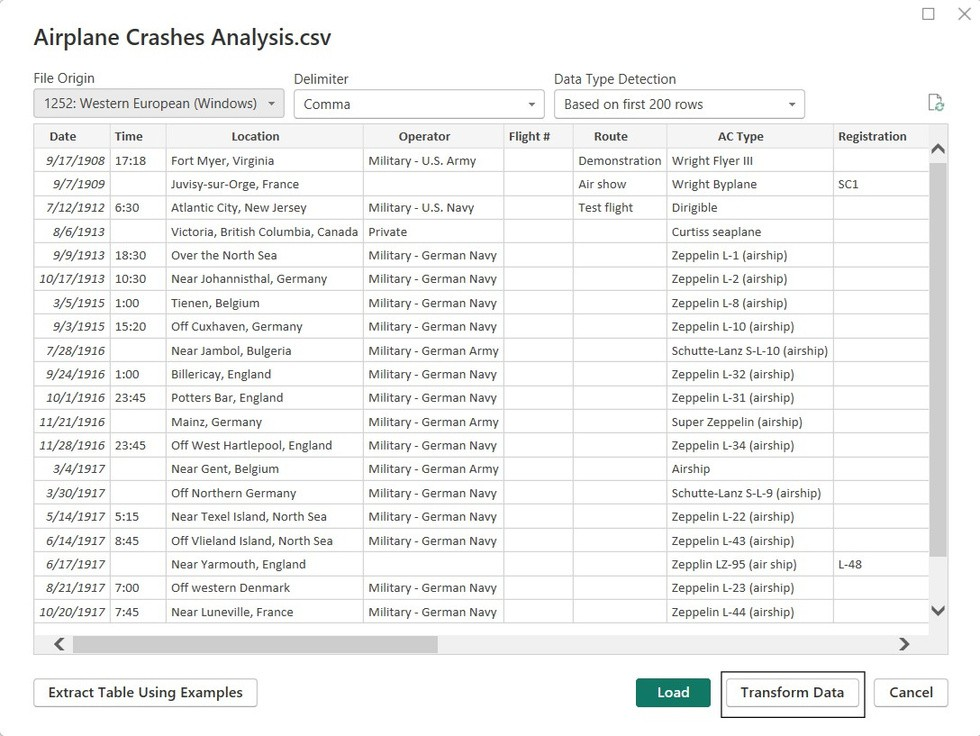 Airplane Crashes Analysis.csv
File Origin Delimiter Data Type Detection
1252: Western European (Windows) Comma Based on first 200 rows
Date Time Location Operator Flight # Route AC Type Registration
9/17/1908 17:18 Fort Myer, Virginia Military - U.S. Army Demonstration Wright Flyer III
9/7/1909 Juvisy-sur-Orge, France Air show Wright Byplane SC1
7/12/1912 6:30 Atlantic City, New Jersey Military - U.S. Navy Test flight Dirigible
8/6/1913 Victoria, British Columbia, Canada Private Curtiss seaplane
9/9/1913 18:30 Over the North Sea Military - German Navy Zeppelin L-1 (airship)
10/17/1913 10:30 Near Johannisthal, Germany Military - German Navy Zeppelin L-2 (airship)
3/5/1915 1:00 Tienen, Belgium Military - German Navy Zeppelin L-8 (airship)
9/3/1915 15:20 Off Cuxhaven, Germany Military - German Navy Zeppelin L-10 (airship)
7/28/1916 Near Jambol, Bulgeria Military - German Army Schutte-Lanz S-L-10 (airship)
9/24/1916 1:00 Billericay, England Military - German Navy Zeppelin L-32 (airship)
10/1/1916 23:45 Potters Bar, England Military - German Navy Zeppelin L-31 (airship)
11/21/1916 Mainz, Germany Military - German Army Super Zeppelin (airship)
11/28/1916 23:45 Off West Hartlepool, England Military - German Navy Zeppelin L-34 (airship)
3/4/1917 Near Gent, Belgium Military - German Army Airship
3/30/1917 Off Northern Germany Military - German Navy Schutte-Lanz S-L-9 (airship)
5/14/1917 5:15 Near Texel Island, North Sea Military - German Navy Zeppelin L-22 (airship)
6/14/1917 8:45 Off Vlieland Island, North Sea Military - German Navy Zeppelin L-43 (airship)
6/17/1917 Near Yarmouth, England Zepplin LZ-95 (air ship) L-48
8/21/1917 7:00 Off western Denmark Military - German Navy Zeppelin L-23 (airship)
10/20/1917 7:45 Near Luneville, France Military - German Navy Zeppelin L-44 (airship)
Extract Table Using Examples Load Transform Data Cancel